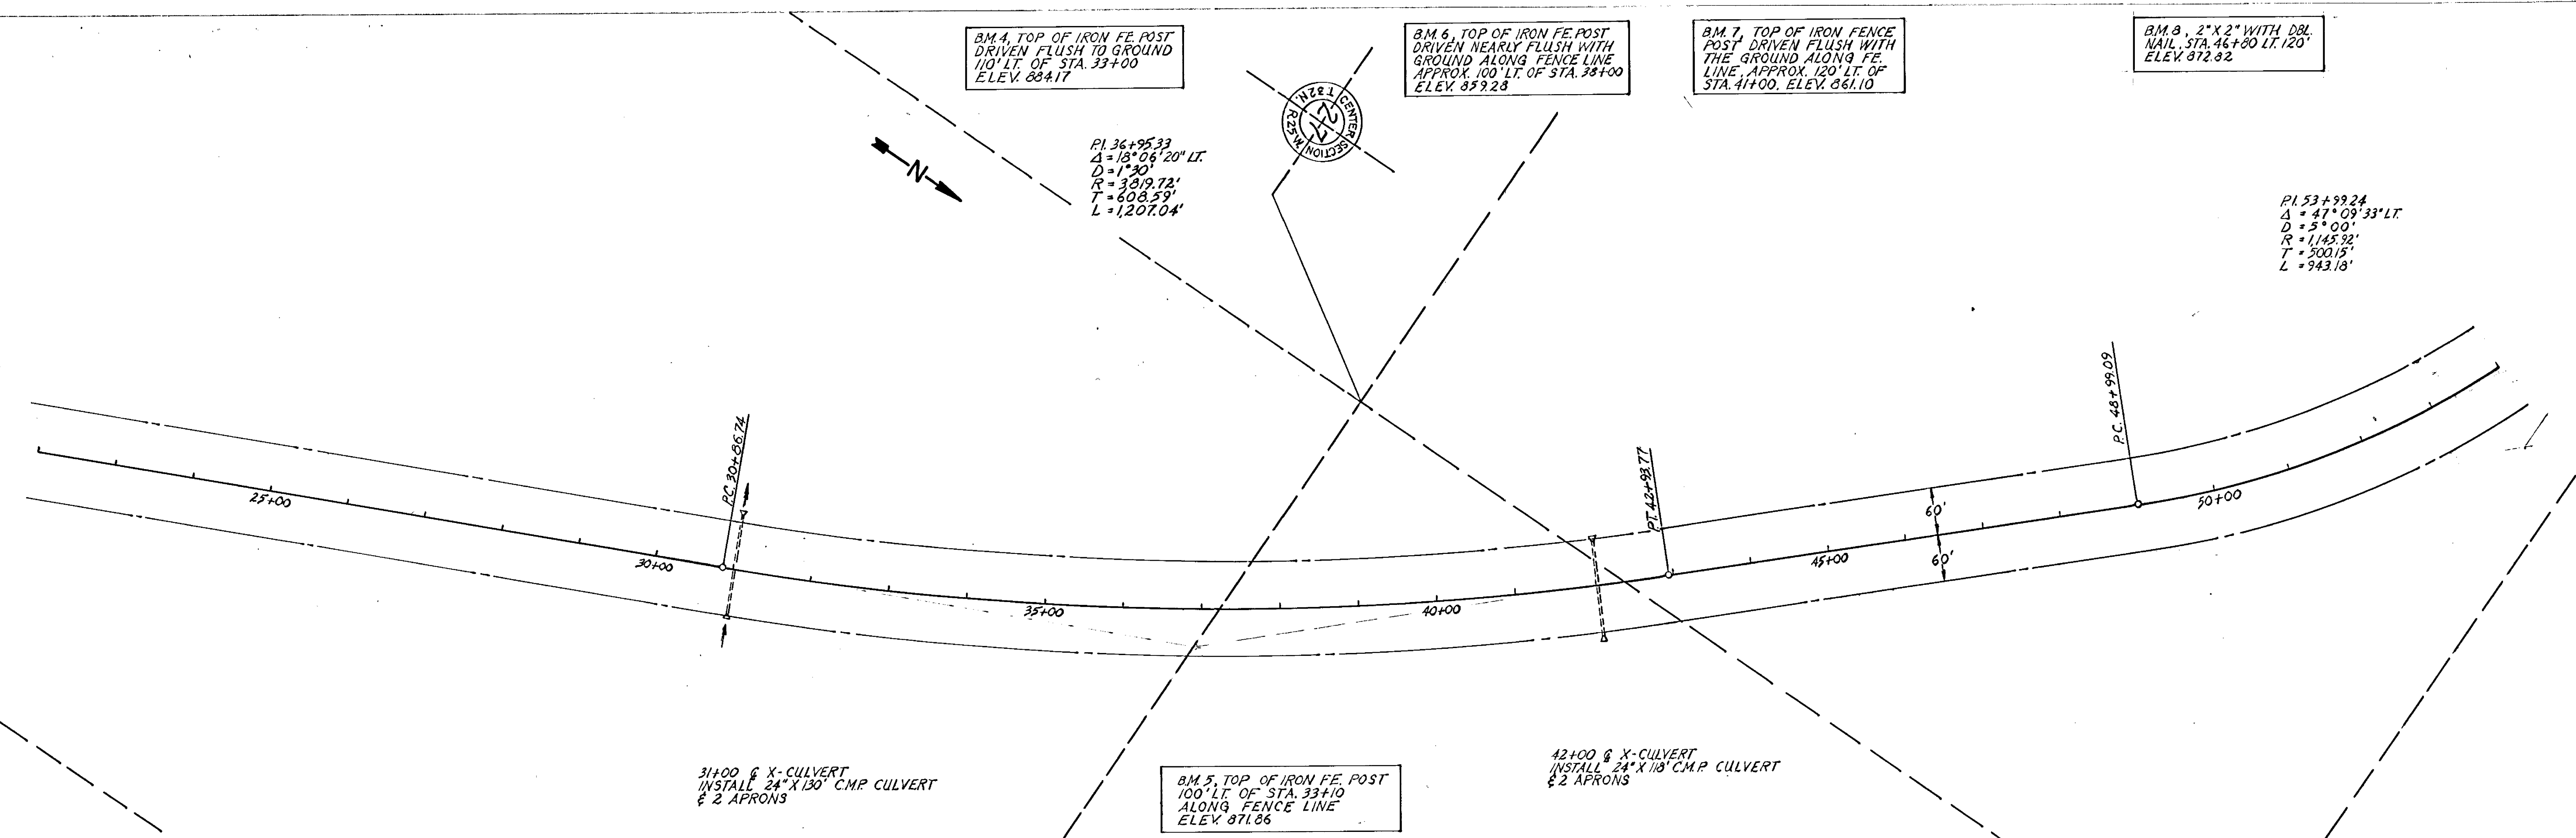 B.M. 4, TOP OF IRON FE. POST
DRIVEN FLUSH TO GROUND
110' LT. OF STA. 33+00
ELEV. 884.17
B.M. 6, TOP OF IRON FE. POST
DRIVEN NEARLY FLUSH WITH
GROUND ALONG FENCE LINE
APPROX. 100' LT. OF STA. 38+00
ELEV. 859.28
B.M. 7, TOP OF IRON FENCE
POST DRIVEN FLUSH WITH
THE GROUND ALONG FE.
LINE, APPROX. 120' LT. OF
STA. 41+00. ELEV. 861.10
B.M. 8, 2" X 2" WITH DBL.
NAIL, STA. 46+80 LT. 120'
ELEV. 872.82
CENTER SECTION
27
T32N. R25W.
N
P.I. 36+95.33
Δ = 18° 06' 20" LT.
D = 1° 30'
R = 3819.72'
T = 608.59'
L = 1,207.04'
P.I. 53+99.24
Δ = 47° 09' 33" LT.
D = 5° 00'
R = 1,145.92'
T = 500.15'
L = 943.18'
P.C. 30+86.74
P.T. 42+93.77
P.C. 48+99.09
25+00
30+00
35+00
40+00
45+00
50+00
60'
60'
31+00 ℄ X-CULVERT
INSTALL 24" X 130' C.M.P. CULVERT
& 2 APRONS
B.M. 5, TOP OF IRON FE. POST
100' LT. OF STA. 33+10
ALONG FENCE LINE
ELEV. 871.86
42+00 ℄ X-CULVERT
INSTALL 24" X 118' C.M.P. CULVERT
& 2 APRONS